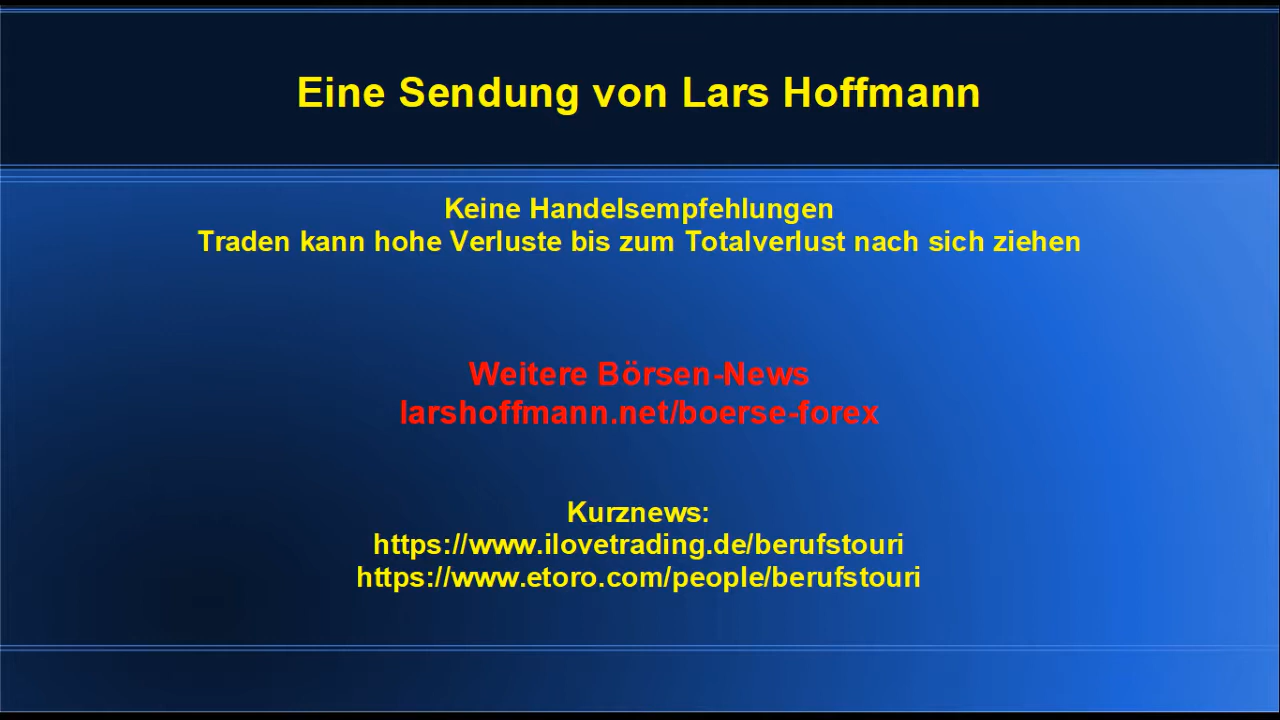 Eine Sendung von Lars Hoffmann
Keine Handelsempfehlungen
Traden kann hohe Verluste bis zum Totalverlust nach sich ziehen
Weitere Börsen-News
larshoffmann.net/boerse-forex
Kurznews:
https://www.ilovetrading.de/berufstouri
https://www.etoro.com/people/berufstouri